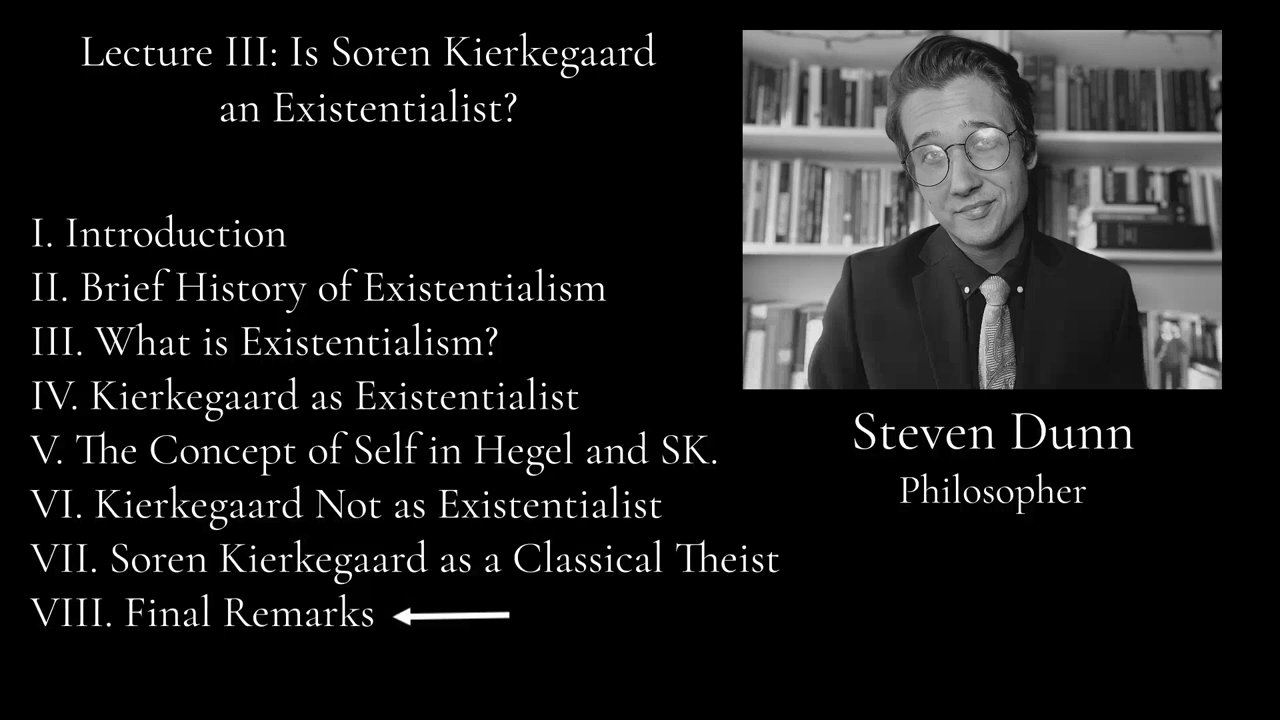 Lecture III: Is Soren Kierkegaard
an Existentialist?
I. Introduction
II. Brief History of Existentialism
III. What is Existentialism?
IV. Kierkegaard as Existentialist
V. The Concept of Self in Hegel and SK.
VI. Kierkegaard Not as Existentialist
VII. Soren Kierkegaard as a Classical Theist
VIII. Final Remarks
Steven Dunn
Philosopher